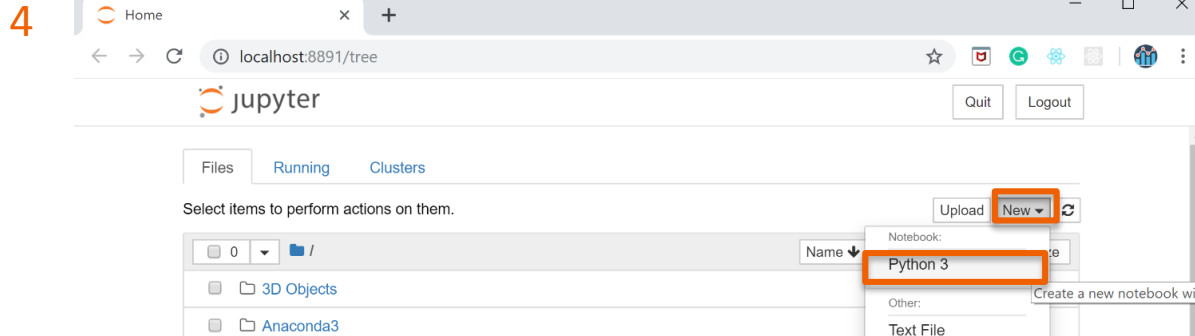 4
Home
localhost:8891/tree
jupyter
Quit Logout
Files Running Clusters
Select items to perform actions on them.
Upload New
0 / Name
Notebook:
Python 3
3D Objects
Create a new notebook wi
Other:
Anaconda3
Text File